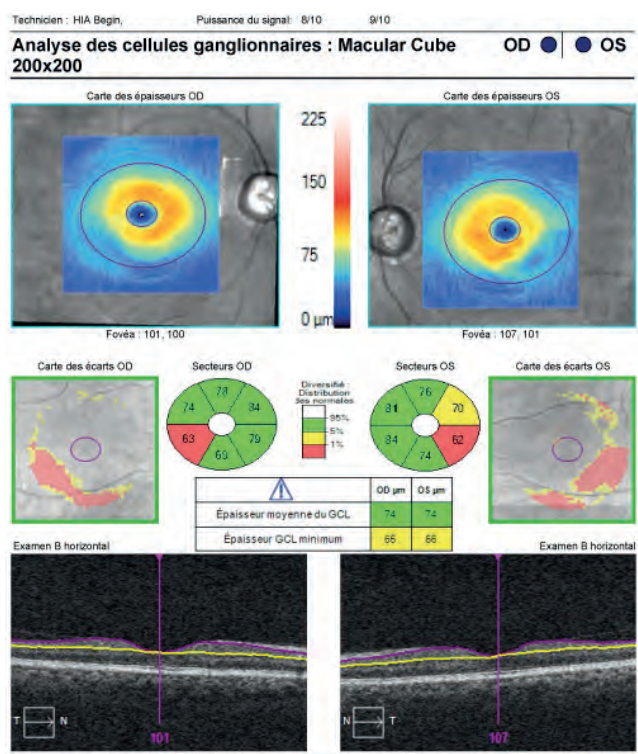 Technicien : HIA Begin, Puissance du signal: 8/10 9/10
Analyse des cellules ganglionnaires : Macular Cube 200x200 OD OS
Carte des épaisseurs OD
Carte des épaisseurs OS
225
150
75
0 µm
Fovéa : 101, 100
Fovéa : 107, 101
Carte des écarts OD
Secteurs OD
Secteurs OS
Carte des écarts OS
78
74 84
63 79
69
Diversifié :
Distribution
des normales
95%
5%
1%
76
81 70
84 62
74
OD µm OS µm
Épaisseur moyenne du GCL 74 74
Épaisseur GCL minimum 66 66
Examen B horizontal
Examen B horizontal
T N
101
N T
107